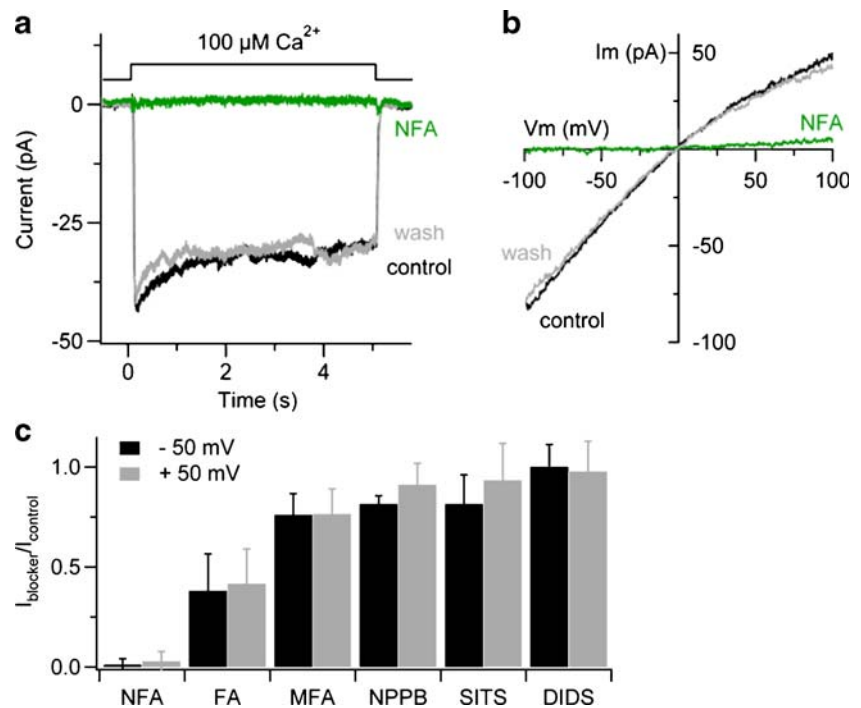 a
100 µM Ca²⁺
0
-25
-50
Current (pA)
NFA
wash
control
0
2
4
Time (s)
b
Im (pA)
50
Vm (mV)
NFA
-100
-50
50
100
wash
control
-50
-100
c
- 50 mV
+ 50 mV
1.0
0.5
0.0
I blocker/I control
NFA
FA
MFA
NPPB
SITS
DIDS